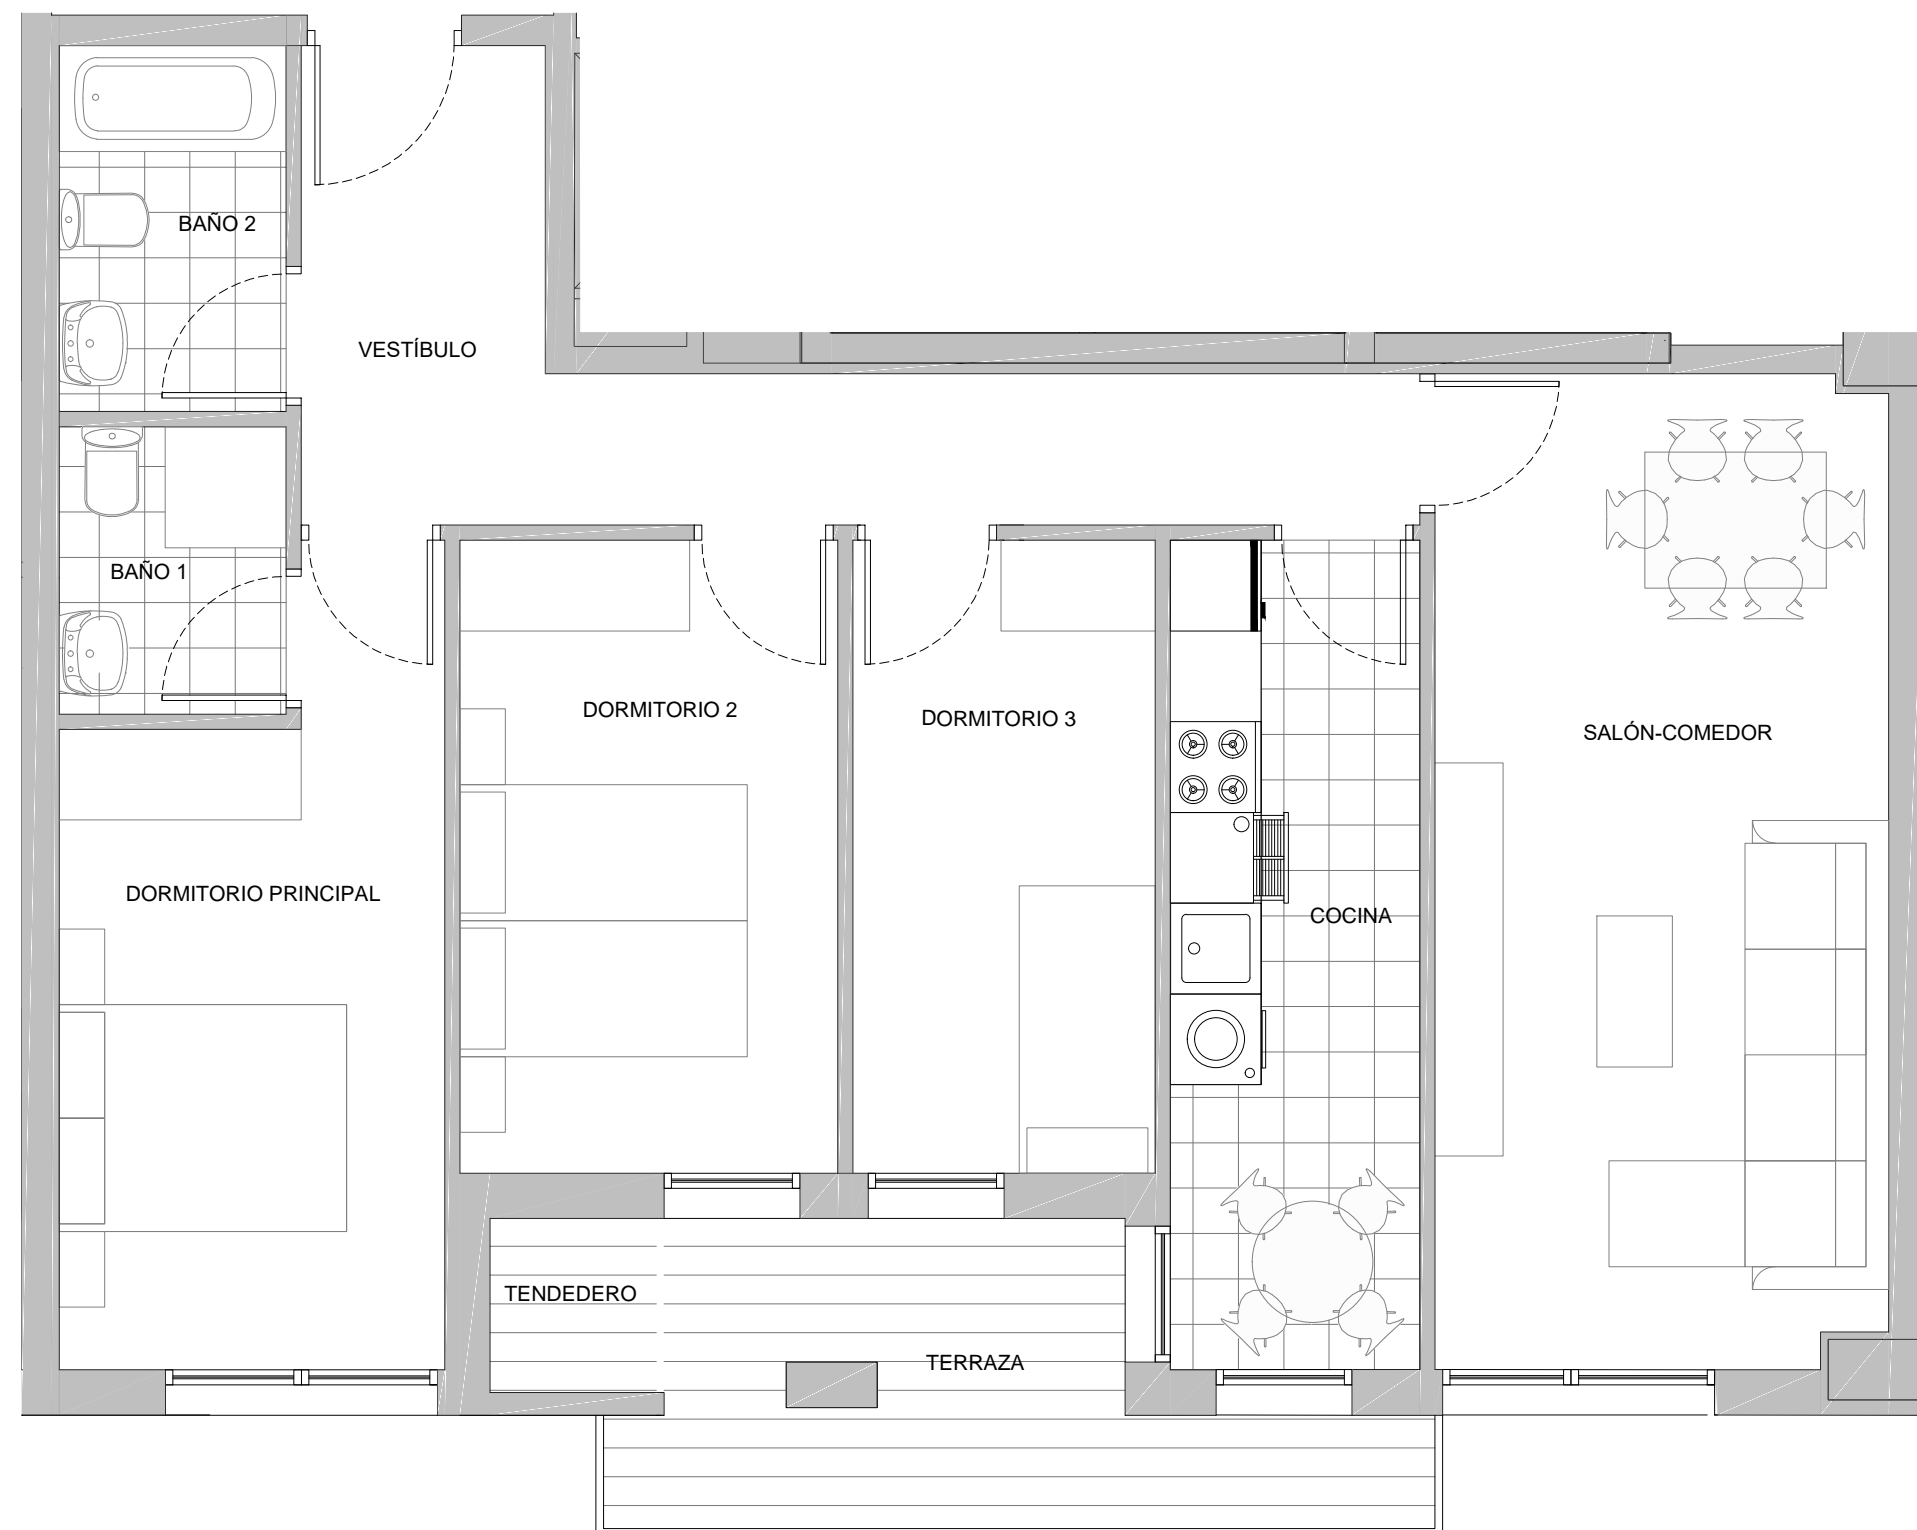 BAÑO 2
VESTÍBULO
BAÑO 1
DORMITORIO 2
DORMITORIO 3
SALÓN-COMEDOR
DORMITORIO PRINCIPAL
COCINA
TENDEDERO
TERRAZA